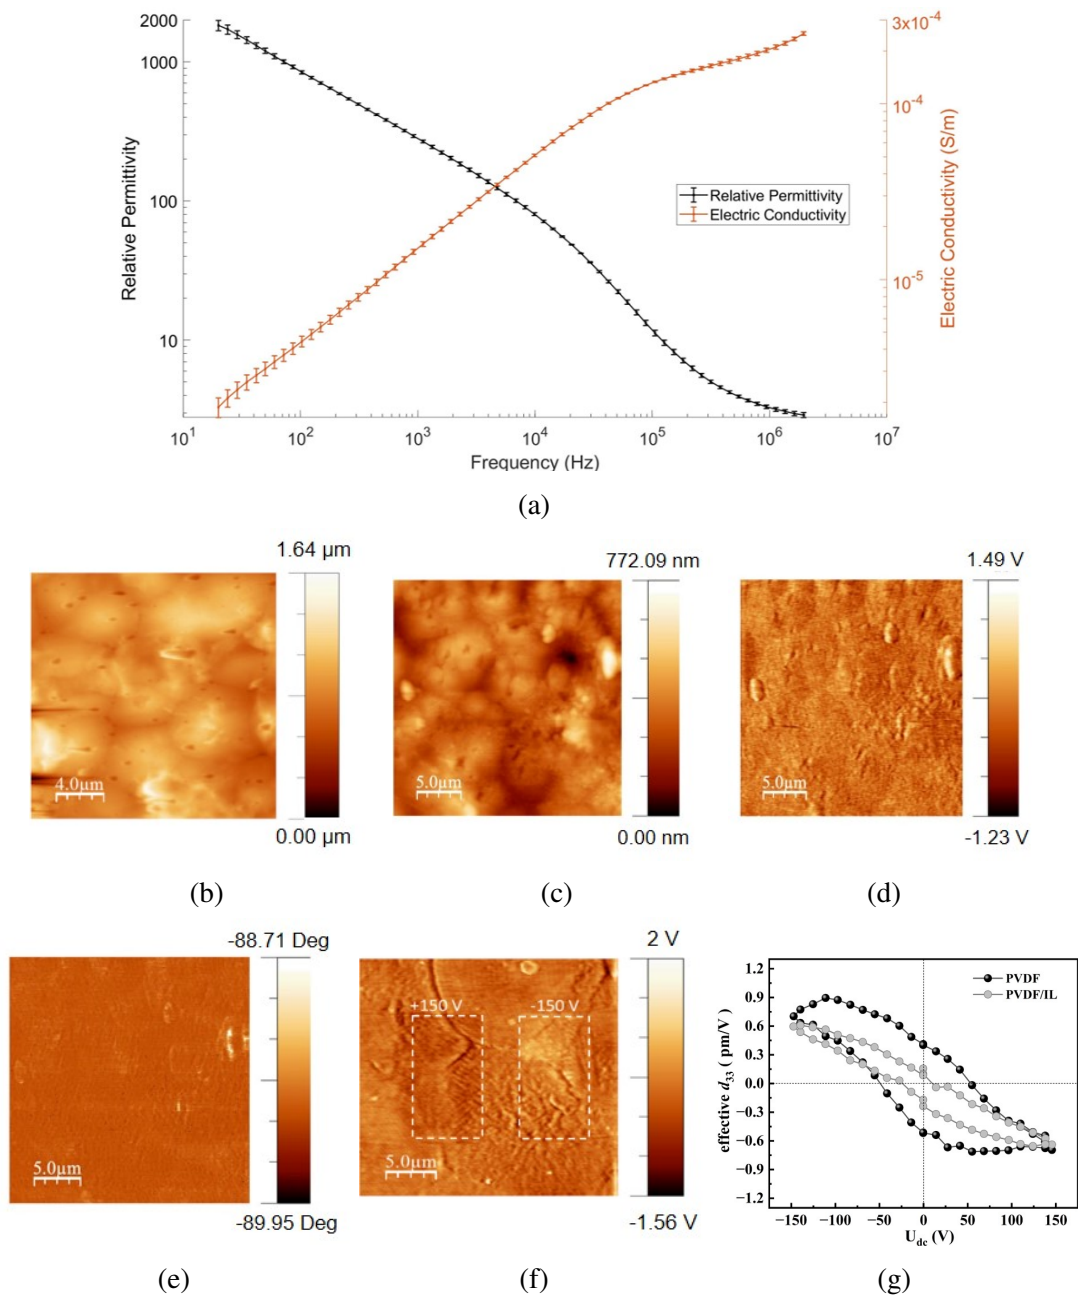 2000
1000
100
10
Relative Permittivity
3×10-4
10-4
10-5
Electric Conductivity (S/m)
Relative Permittivity
Electric Conductivity
10¹ 10² 10³ 10⁴ 10⁵ 10⁶ 10⁷
Frequency (Hz)
(a)
1.64 µm
4.0µm
0.00 µm
772.09 nm
5.0µm
0.00 nm
1.49 V
5.0µm
-1.23 V
(b) (c) (d)
-88.71 Deg
5.0µm
-89.95 Deg
2 V
+150 V -150 V
5.0µm
-1.56 V
1.2
0.9
0.6
0.3
0.0
−0.3
−0.6
−0.9
−1.2
effective d33 ( pm/V )
PVDF
PVDF/IL
−150 −100 −50 0 50 100 150
Udc (V)
(e) (f) (g)